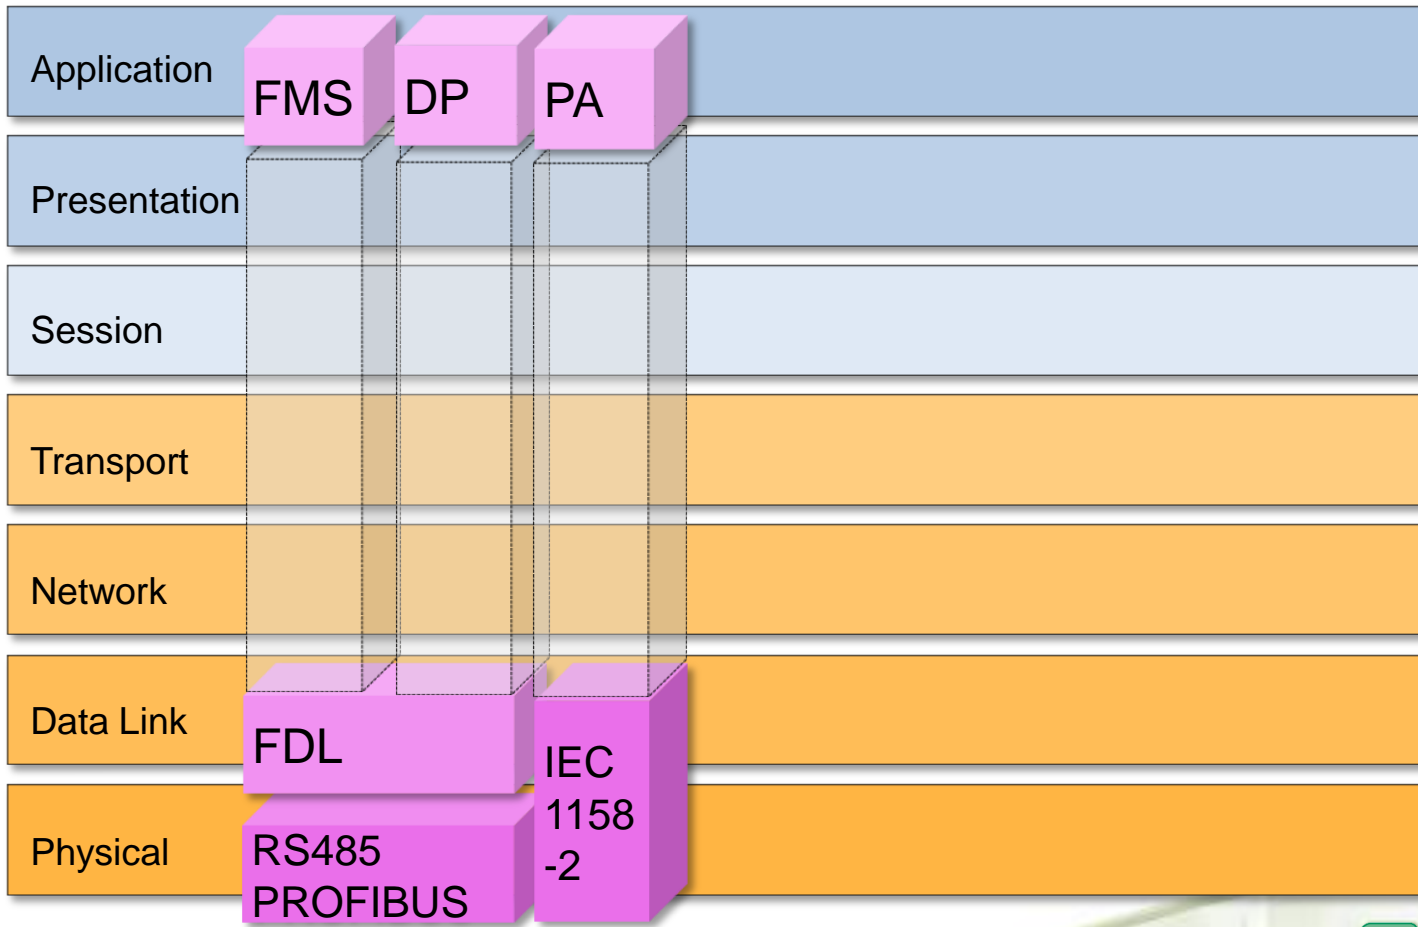 Application
FMS
DP
PA
Presentation
Session
Transport
Network
Data Link
FDL
IEC
1158
-2
Physical
RS485
PROFIBUS